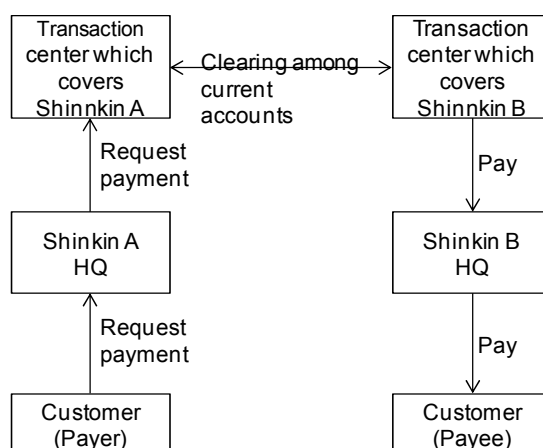 Transaction
center which
covers
Shinnkin A
Clearing among
current
accounts
Transaction
center which
covers
Shinnkin B
Request
payment
Pay
Shinkin A
HQ
Shinkin B
HQ
Request
payment
Pay
Customer
(Payer)
Customer
(Payee)